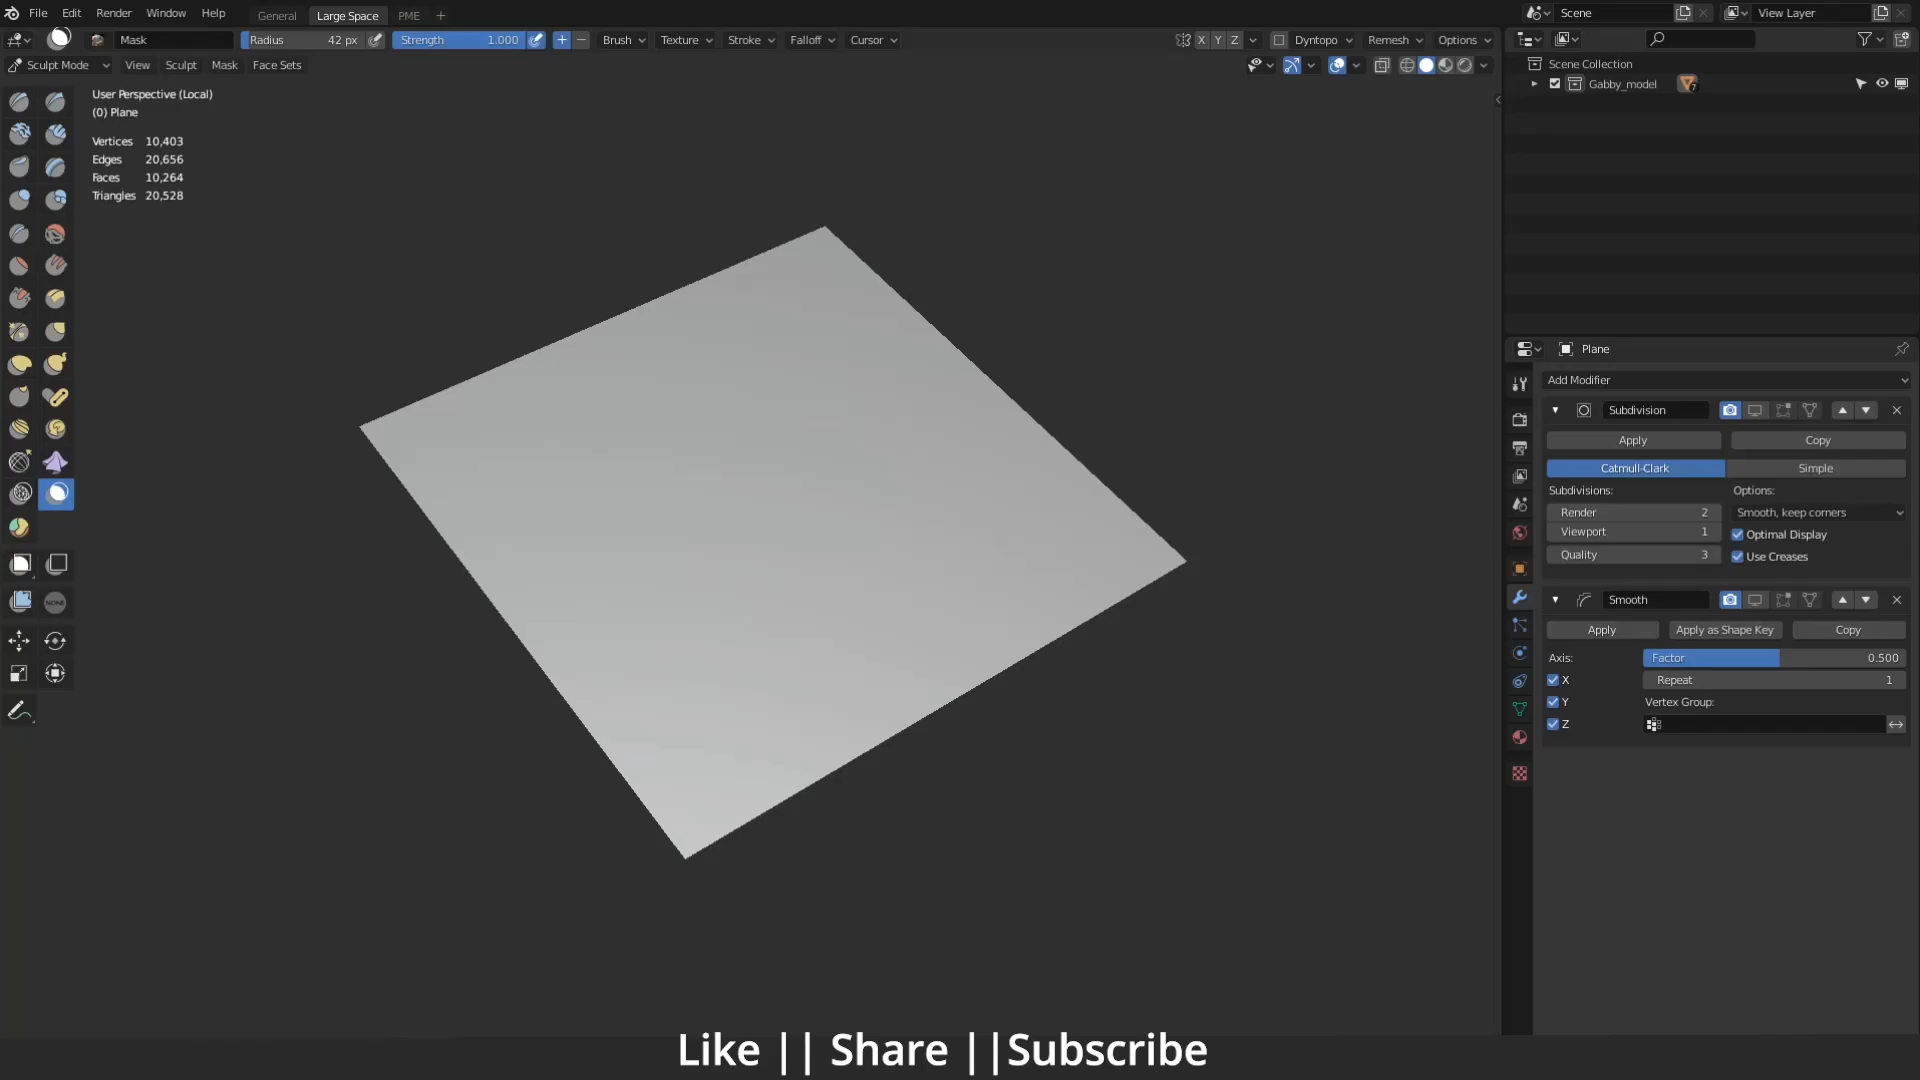 File Edit Render Window Help General Large Space PME + Scene View Layer
Mask Radius 42 px Strength 1.000 + − Brush Texture Stroke Falloff Cursor X Y Z Dyntopo Remesh Options
Sculpt Mode View Sculpt Mask Face Sets
Scene Collection
Gabby_model 7
User Perspective (Local)
(0) Plane
Vertices 10,403
Edges 20,656
Faces 10,264
Triangles 20,528
NONE
Plane
Add Modifier
Subdivision
Apply Copy
Catmull-Clark Simple
Subdivisions: Options:
Render 2 Smooth, keep corners
Viewport 1 Optimal Display
Quality 3 Use Creases
Smooth
Apply Apply as Shape Key Copy
Axis: Factor 0.500
X Repeat 1
Y Vertex Group:
Z
Like || Share ||Subscribe